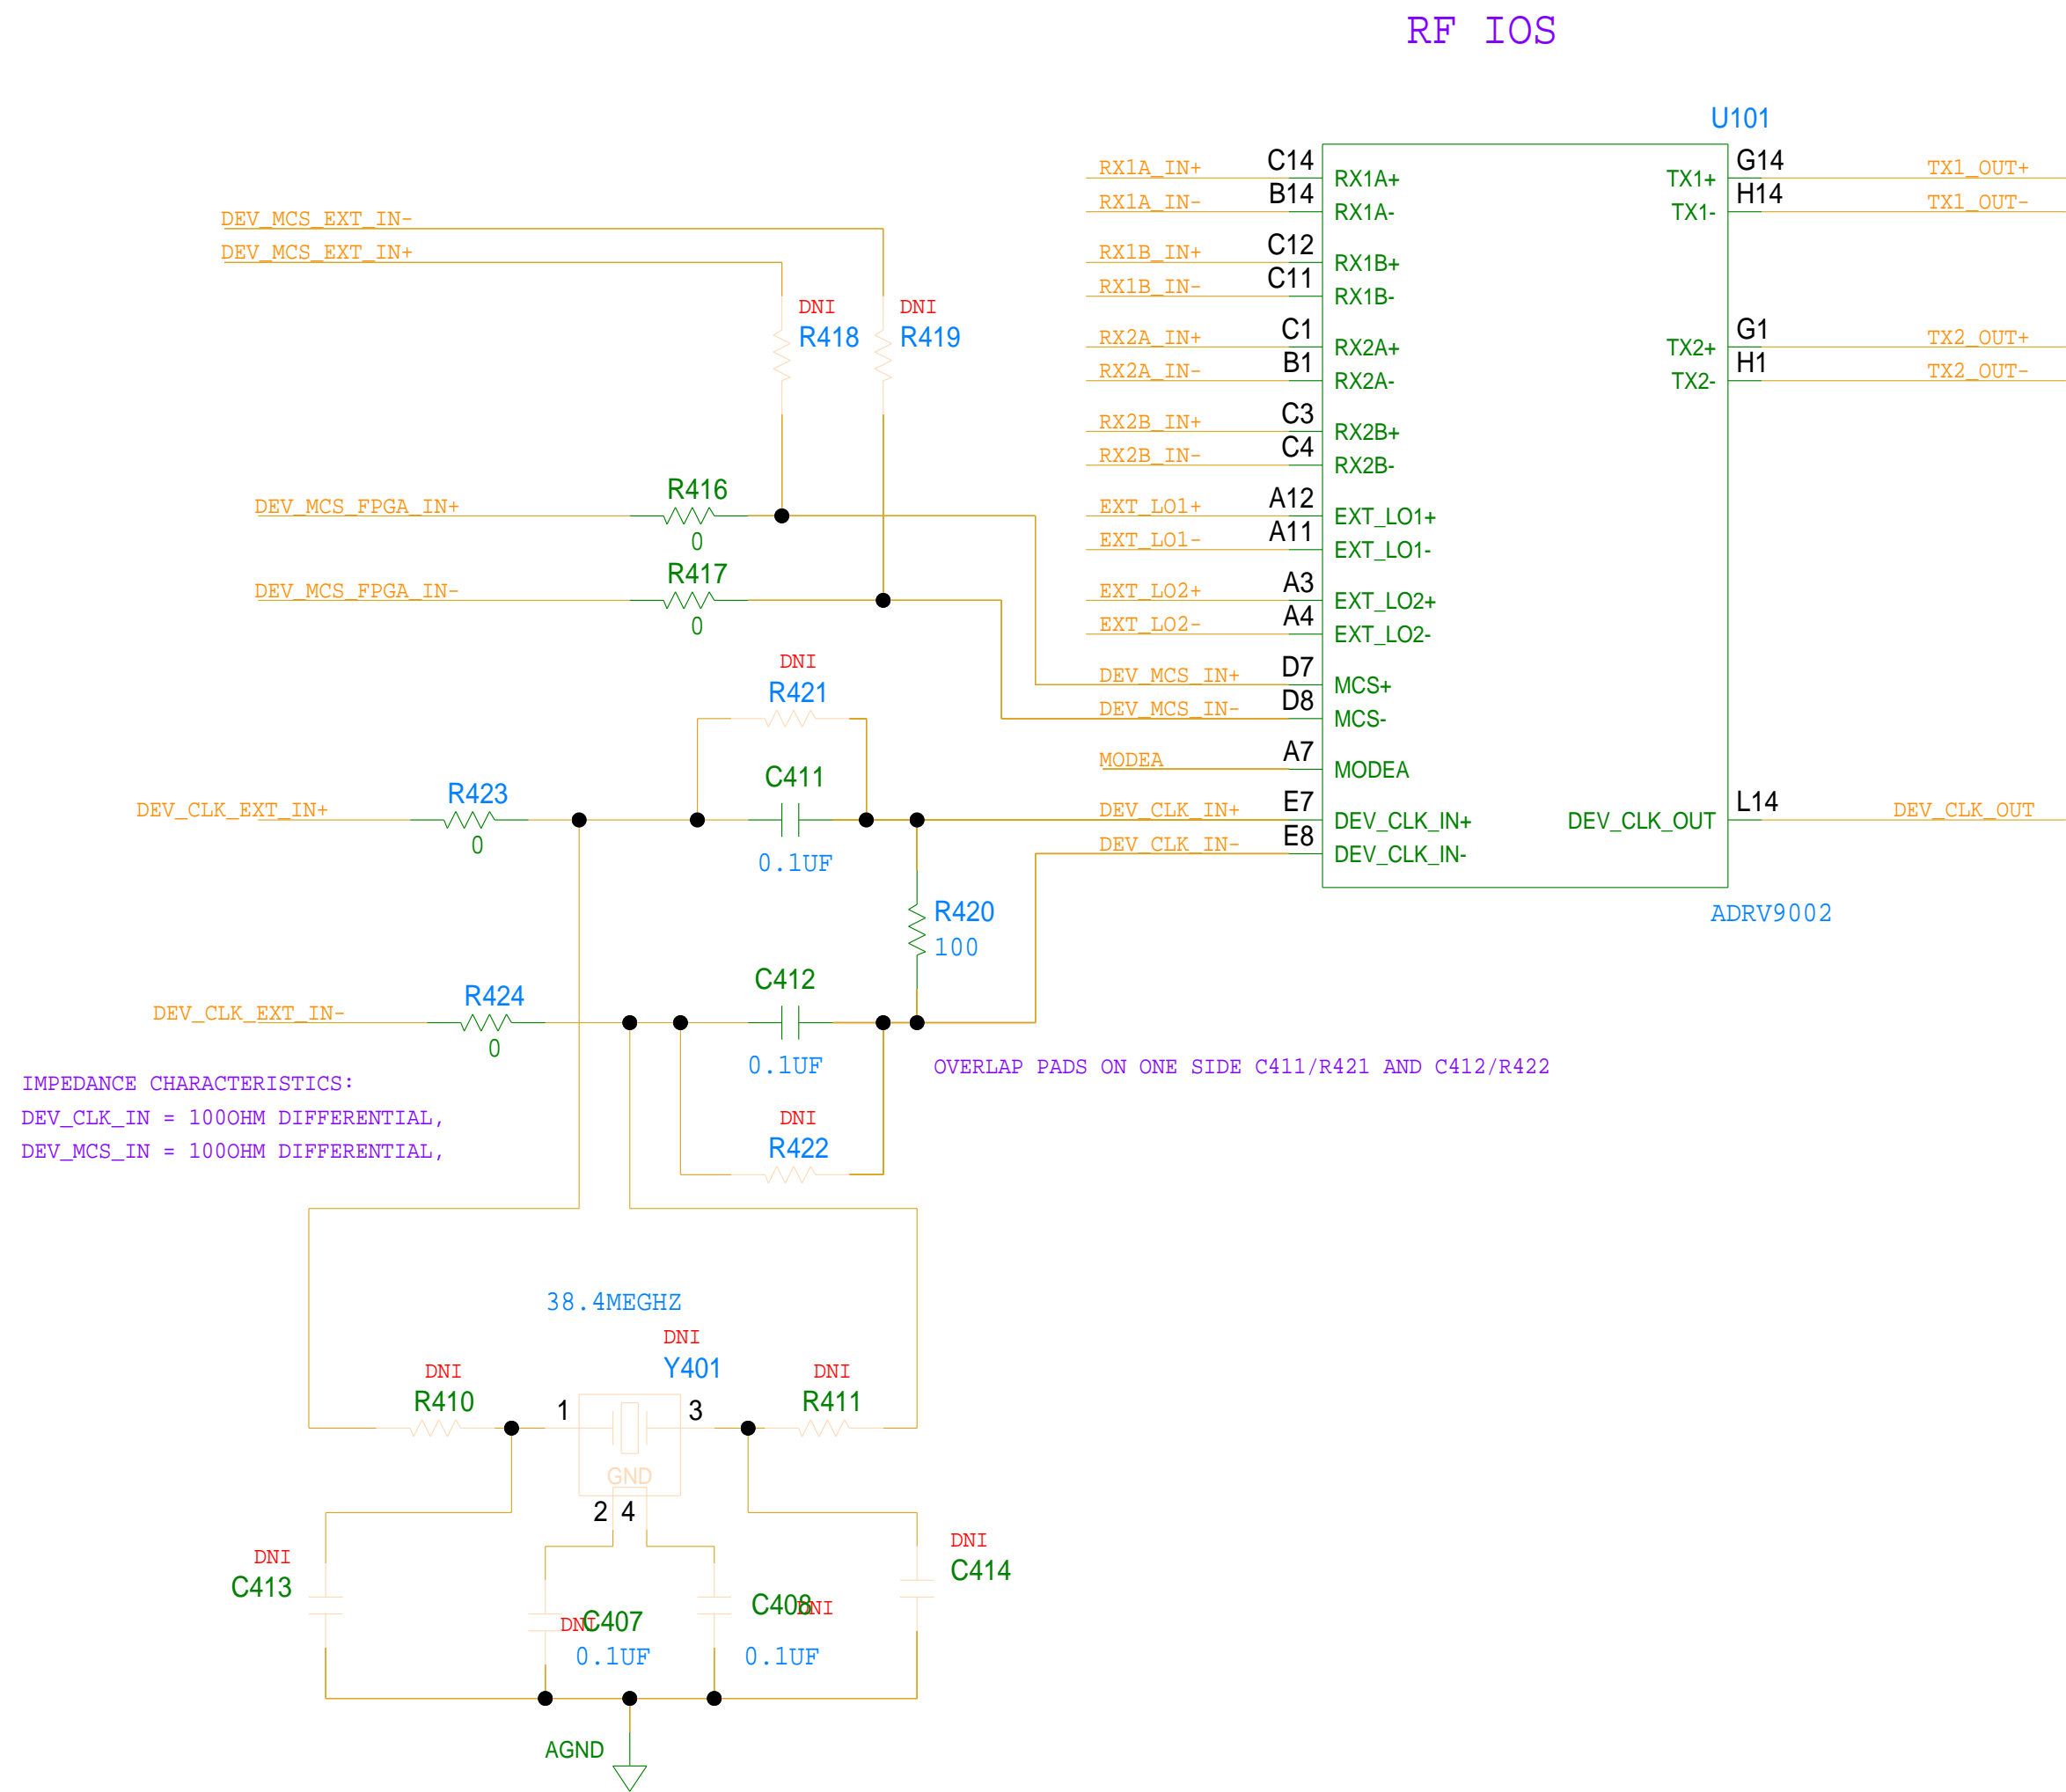 RF IOS
U101
C14
RX1A_IN+
RX1A+
TX1+
G14
TX1_OUT+
B14
RX1A_IN-
RX1A-
TX1-
H14
TX1_OUT-
DEV_MCS_EXT_IN-
DEV_MCS_EXT_IN+
C12
RX1B_IN+
RX1B+
C11
RX1B_IN-
RX1B-
DNI
R418
DNI
R419
C1
RX2A_IN+
RX2A+
TX2+
G1
TX2_OUT+
B1
RX2A_IN-
RX2A-
TX2-
H1
TX2_OUT-
C3
RX2B_IN+
RX2B+
C4
RX2B_IN-
RX2B-
DEV_MCS_FPGA_IN+
R416
0
A12
EXT_LO1+
EXT_LO1+
A11
EXT_LO1-
EXT_LO1-
DEV_MCS_FPGA_IN-
R417
0
A3
EXT_LO2+
EXT_LO2+
A4
EXT_LO2-
EXT_LO2-
DNI
R421
D7
DEV_MCS_IN+
MCS+
D8
DEV_MCS_IN-
MCS-
A7
MODEA
MODEA
DEV_CLK_EXT_IN+
R423
0
C411
0.1UF
E7
DEV_CLK_IN+
DEV_CLK_IN+
DEV_CLK_OUT
L14
DEV_CLK_OUT
E8
DEV_CLK_IN-
DEV_CLK_IN-
ADRV9002
R420
100
DEV_CLK_EXT_IN-
R424
0
C412
0.1UF
OVERLAP PADS ON ONE SIDE C411/R421 AND C412/R422
IMPEDANCE CHARACTERISTICS:
DEV_CLK_IN = 100OHM DIFFERENTIAL,
DEV_MCS_IN = 100OHM DIFFERENTIAL,
DNI
R422
38.4MEGHZ
DNI
Y401
DNI
R410
1
3
DNI
R411
GND
2
4
DNI
C413
DNI
C407
0.1UF
C408
DNI
0.1UF
DNI
C414
AGND